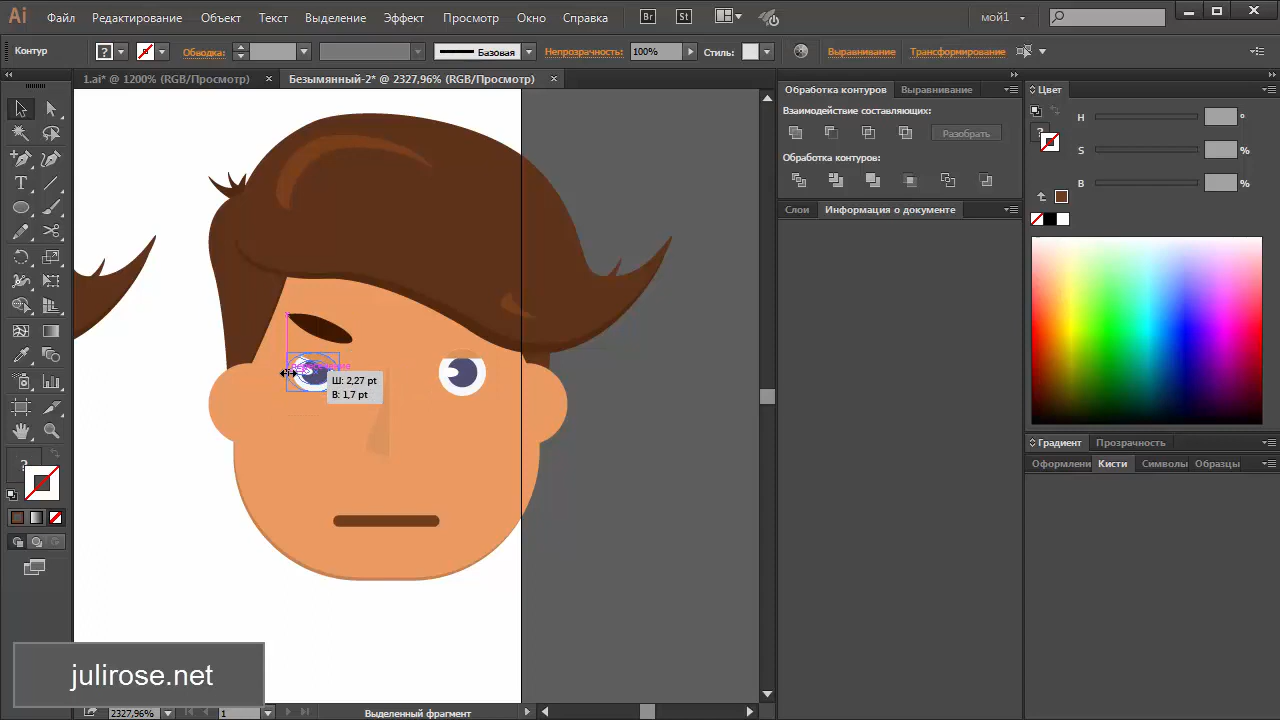 Ai Файл Редактирование Объект Текст Выделение Эффект Просмотр Окно Справка Br St мой1
Контур ? Обводка: Базовая Непрозрачность: 100% Стиль: Выравнивание Трансформирование
1.ai* @ 1200% (RGB/Просмотр) × Безымянный-2* @ 2327,96% (RGB/Просмотр) ×
Обработка контуров Выравнивание
Цвет
Взаимодействие составляющих:
H °
Разобрать
S %
Обработка контуров:
B %
Слои Информация о документе
T
Ш: 2,27 pt
В: 1,7 pt
Градиент Прозрачность
Оформлени Кисти Символы Образцы
?
julirose.net
2327,96% 1 Выделенный фрагмент